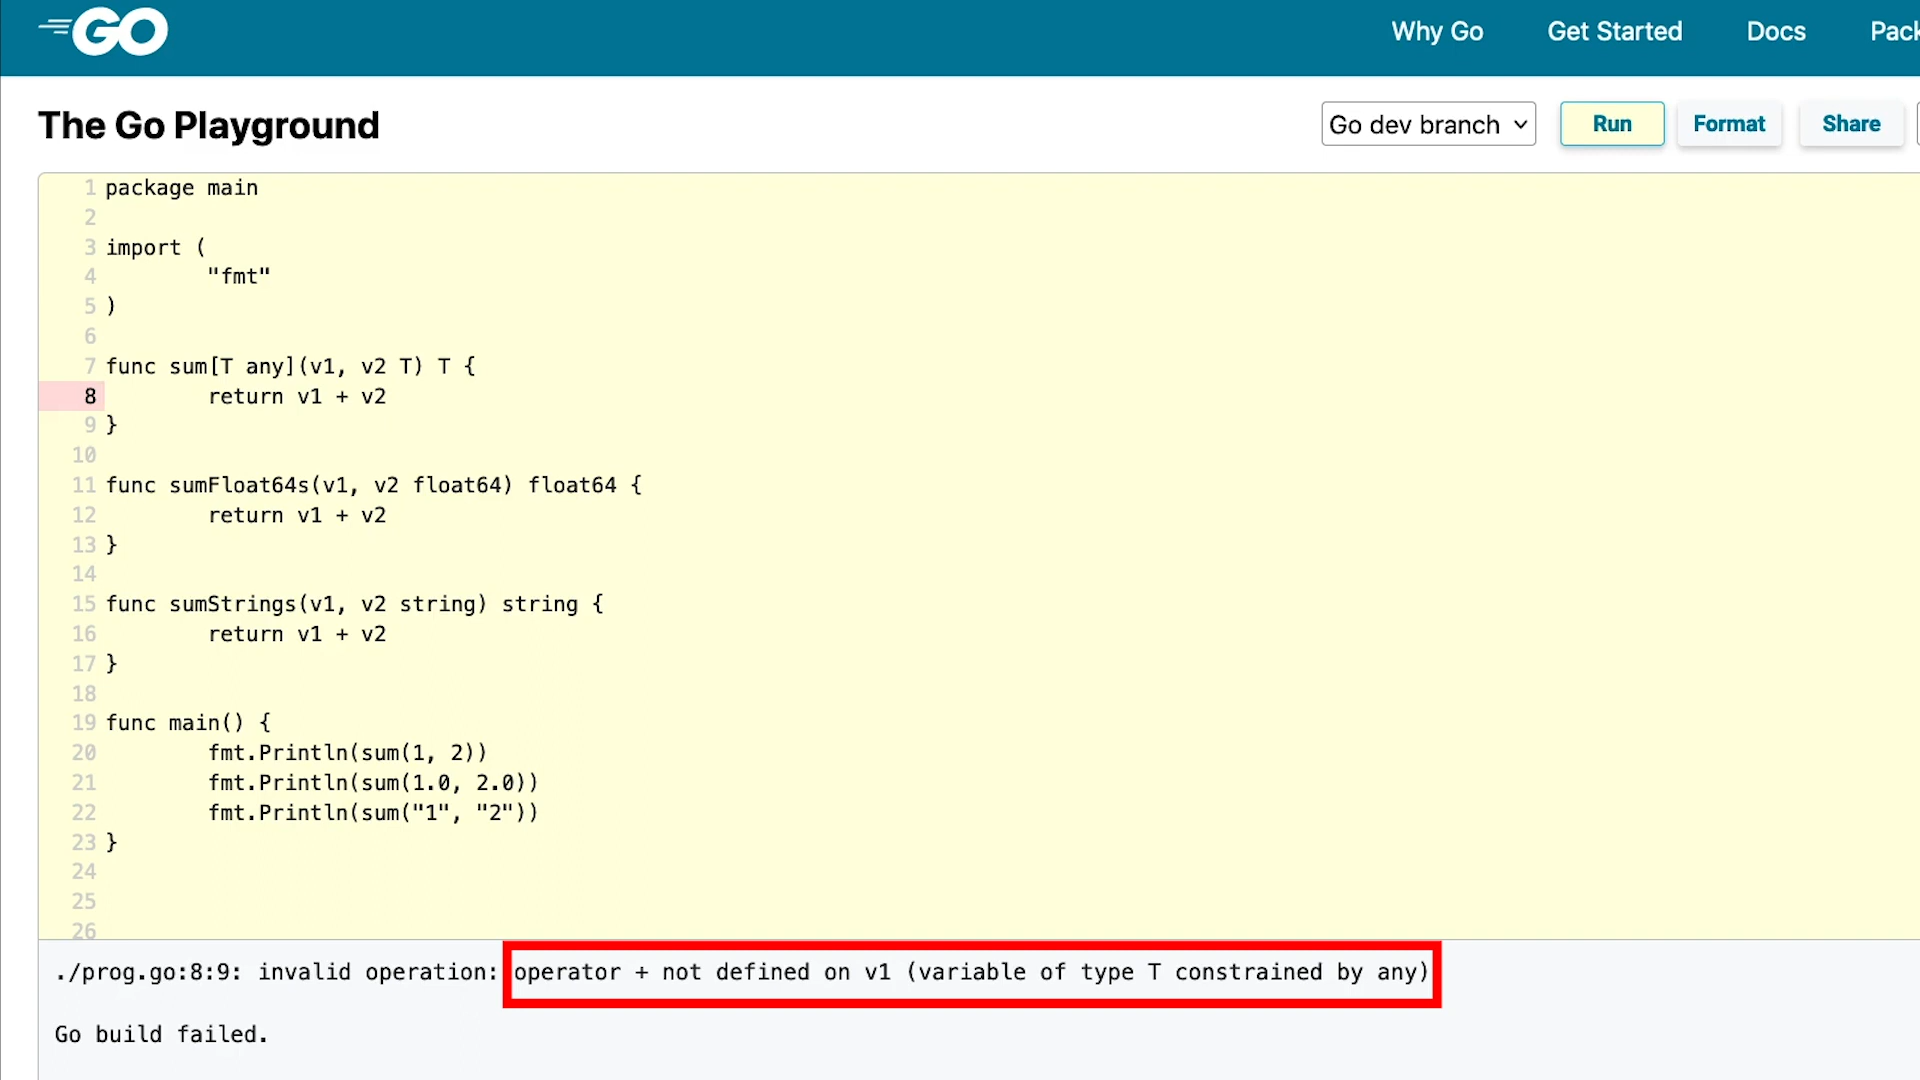 GO
Why Go
Get Started
Docs
The Go Playground
Go dev branch
Run
Format
Share
1 package main
2
3 import (
4 "fmt"
5 )
6
7 func sum[T any](v1, v2 T) T {
8 return v1 + v2
9 }
10
11 func sumFloat64s(v1, v2 float64) float64 {
12 return v1 + v2
13 }
14
15 func sumStrings(v1, v2 string) string {
16 return v1 + v2
17 }
18
19 func main() {
20 fmt.Println(sum(1, 2))
21 fmt.Println(sum(1.0, 2.0))
22 fmt.Println(sum("1", "2"))
23 }
24
25
26
./prog.go:8:9: invalid operation: operator + not defined on v1 (variable of type T constrained by any)
Go build failed.